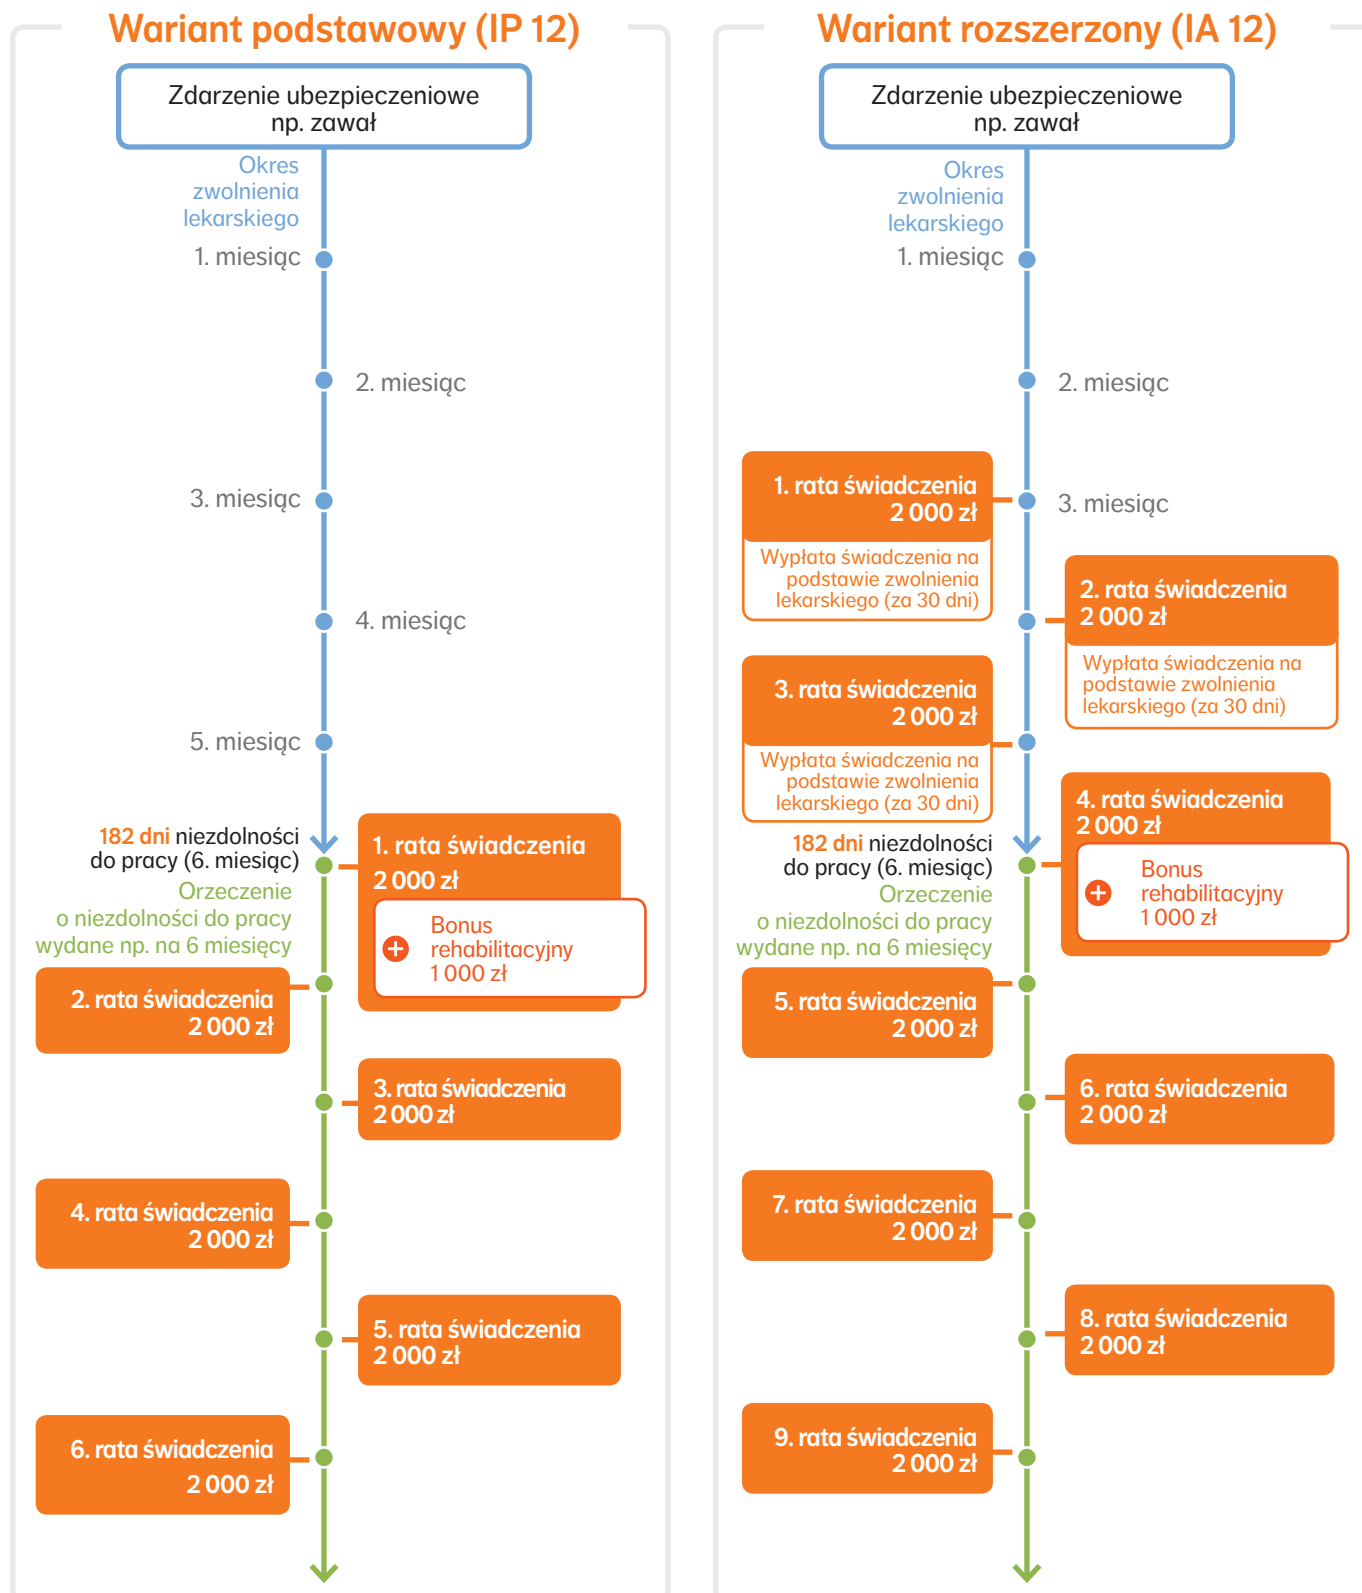 Wariant podstawowy (IP 12)
Zdarzenie ubezpieczeniowe
np. zawał
Okres
zwolnienia
lekarskiego
1. miesiąc
2. miesiąc
3. miesiąc
4. miesiąc
5. miesiąc
182 dni niezdolności
do pracy (6. miesiąc)
Orzeczenie
o niezdolności do pracy
wydane np. na 6 miesięcy
1. rata świadczenia
2 000 zł
Bonus
rehabilitacyjny
1 000 zł
2. rata świadczenia
2 000 zł
3. rata świadczenia
2 000 zł
4. rata świadczenia
2 000 zł
5. rata świadczenia
2 000 zł
6. rata świadczenia
2 000 zł
Wariant rozszerzony (IA 12)
Zdarzenie ubezpieczeniowe
np. zawał
Okres
zwolnienia
lekarskiego
1. miesiąc
2. miesiąc
1. rata świadczenia
2 000 zł
Wypłata świadczenia na
podstawie zwolnienia
lekarskiego (za 30 dni)
3. miesiąc
2. rata świadczenia
2 000 zł
Wypłata świadczenia na
podstawie zwolnienia
lekarskiego (za 30 dni)
3. rata świadczenia
2 000 zł
Wypłata świadczenia na
podstawie zwolnienia
lekarskiego (za 30 dni)
182 dni niezdolności
do pracy (6. miesiąc)
Orzeczenie
o niezdolności do pracy
wydane np. na 6 miesięcy
4. rata świadczenia
2 000 zł
Bonus
rehabilitacyjny
1 000 zł
5. rata świadczenia
2 000 zł
6. rata świadczenia
2 000 zł
7. rata świadczenia
2 000 zł
8. rata świadczenia
2 000 zł
9. rata świadczenia
2 000 zł